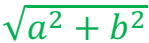 √(a² + b²)